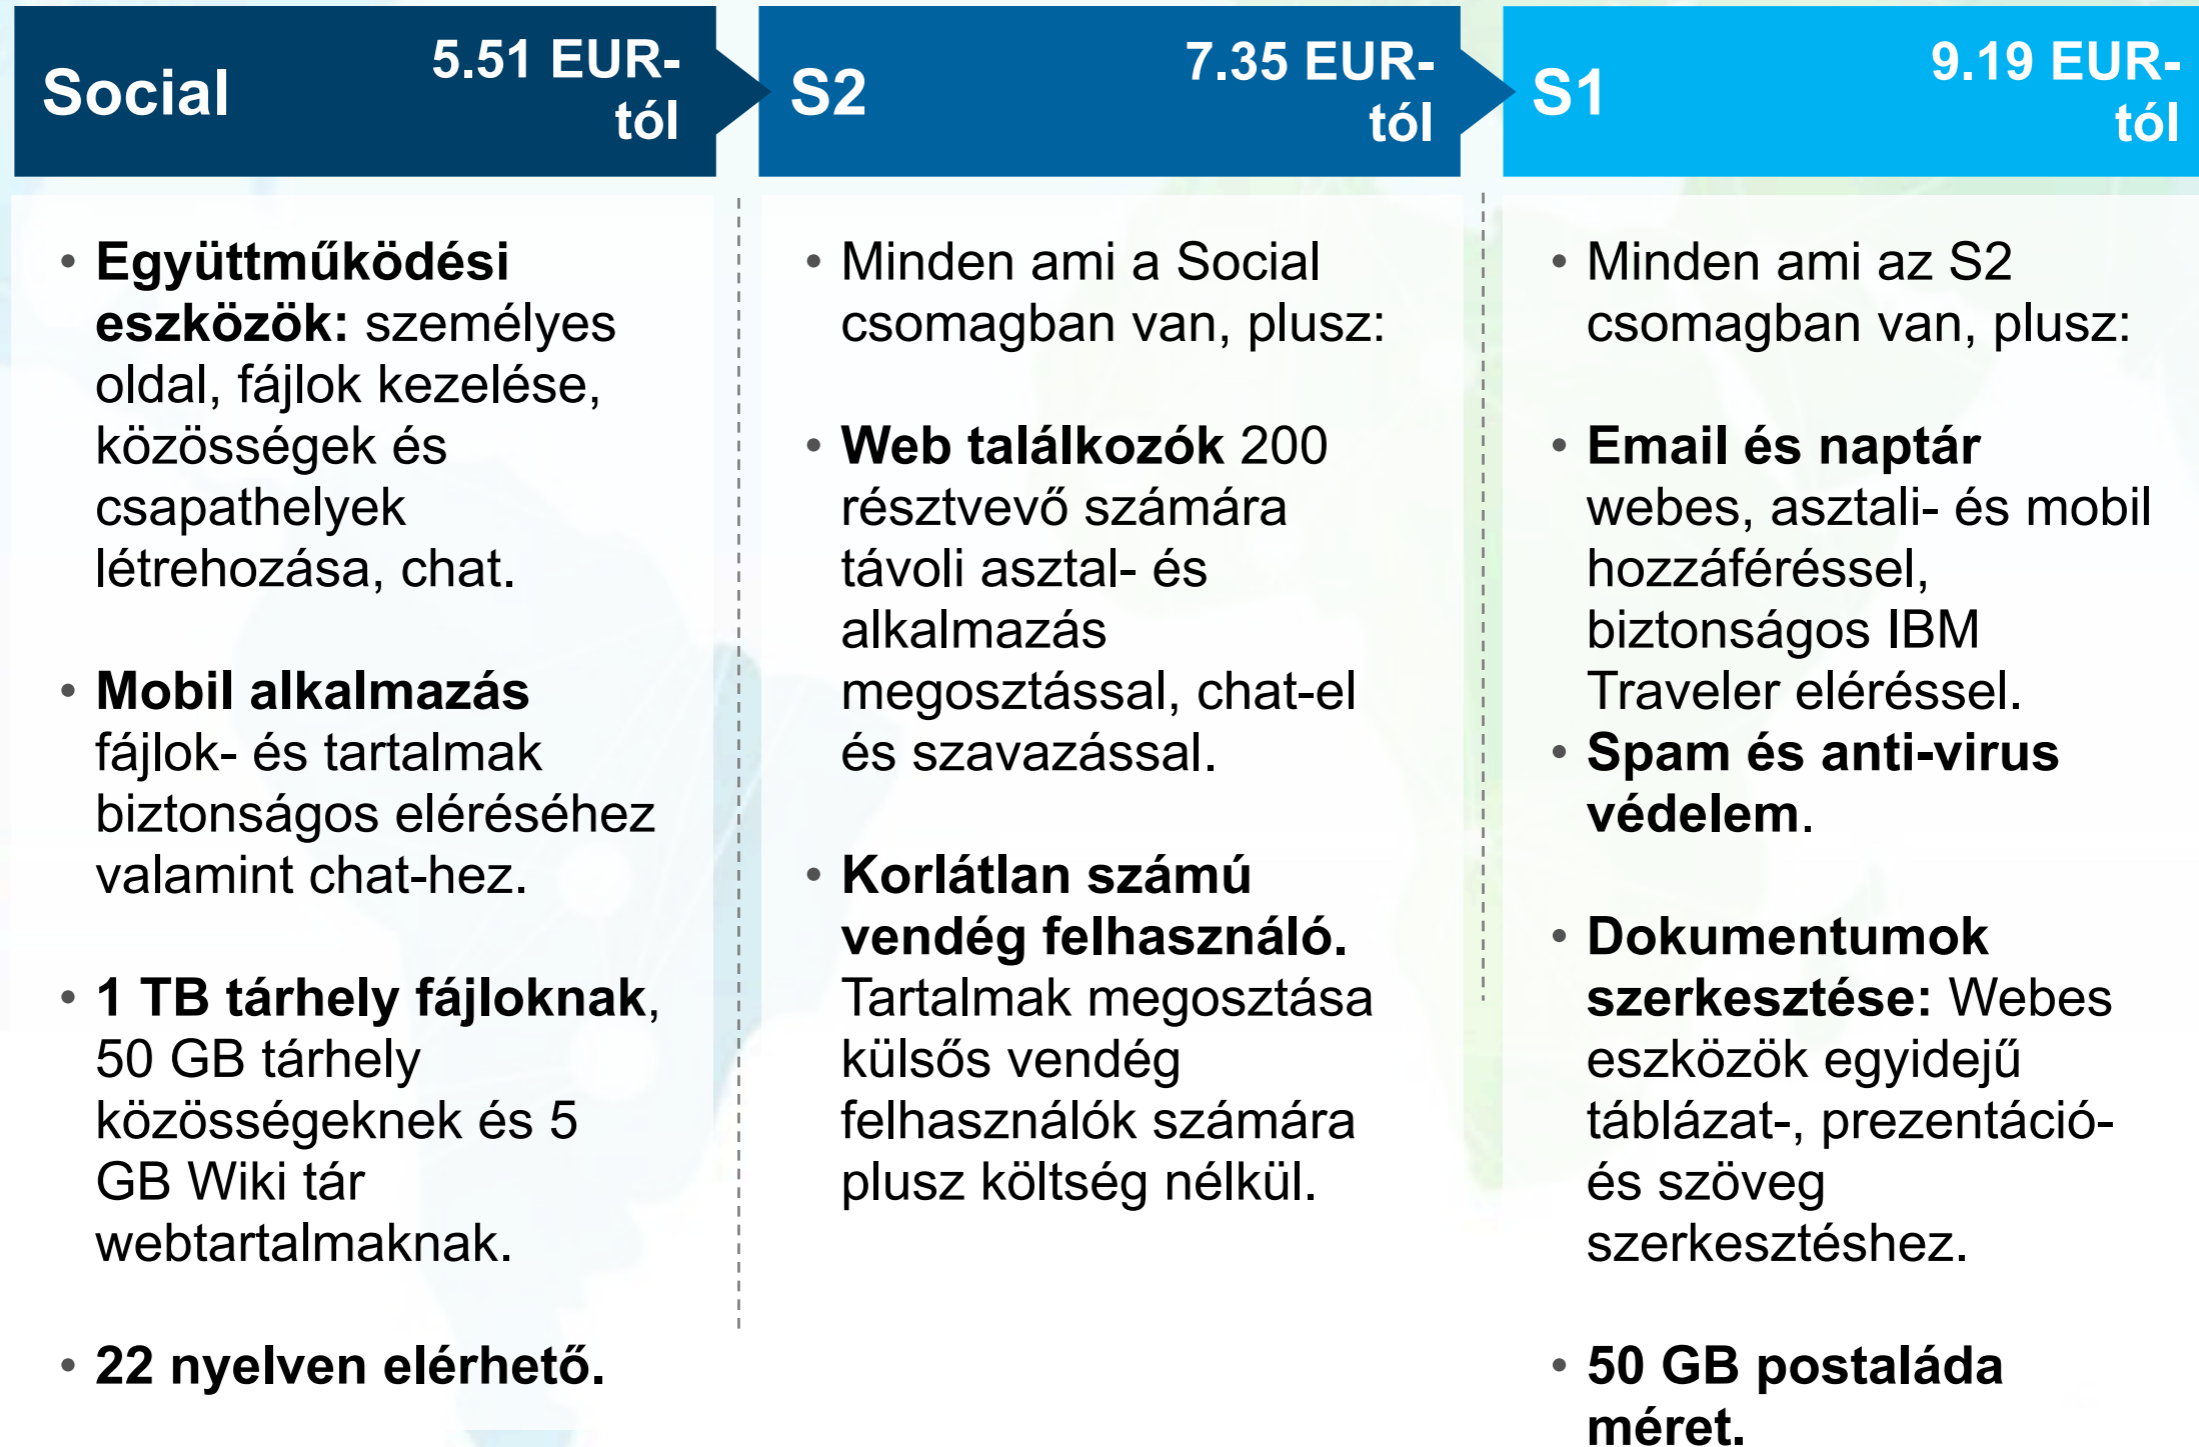 Social
5.51 EUR-
tól
S2
7.35 EUR-
tól
S1
9.19 EUR-
tól
• Együttműködési
eszközök: személyes
oldal, fájlok kezelése,
közösségek és
csapathelyek
létrehozása, chat.
• Mobil alkalmazás
fájlok- és tartalmak
biztonságos eléréséhez
valamint chat-hez.
• 1 TB tárhely fájloknak,
50 GB tárhely
közösségeknek és 5
GB Wiki tár
webtartalmaknak.
• 22 nyelven elérhető.
• Minden ami a Social
csomagban van, plusz:
• Web találkozók 200
résztvevő számára
távoli asztal- és
alkalmazás
megosztással, chat-el
és szavazással.
• Korlátlan számú
vendég felhasználó.
Tartalmak megosztása
külsős vendég
felhasználók számára
plusz költség nélkül.
• Minden ami az S2
csomagban van, plusz:
• Email és naptár
webes, asztali- és mobil
hozzáféréssel,
biztonságos IBM
Traveler eléréssel.
• Spam és anti-virus
védelem.
• Dokumentumok
szerkesztése: Webes
eszközök egyidejű
táblázat-, prezentáció-
és szöveg
szerkesztéshez.
• 50 GB postaláda
méret.